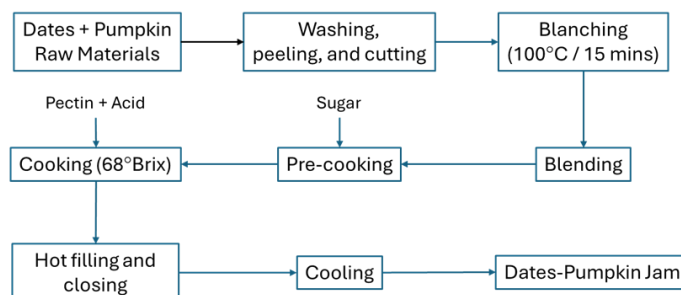 Dates + Pumpkin
Raw Materials
Washing,
peeling, and cutting
Blanching
(100°C / 15 mins)
Pectin + Acid
Sugar
Cooking (68°Brix)
Pre-cooking
Blending
Hot filling and
closing
Cooling
Dates-Pumpkin Jam